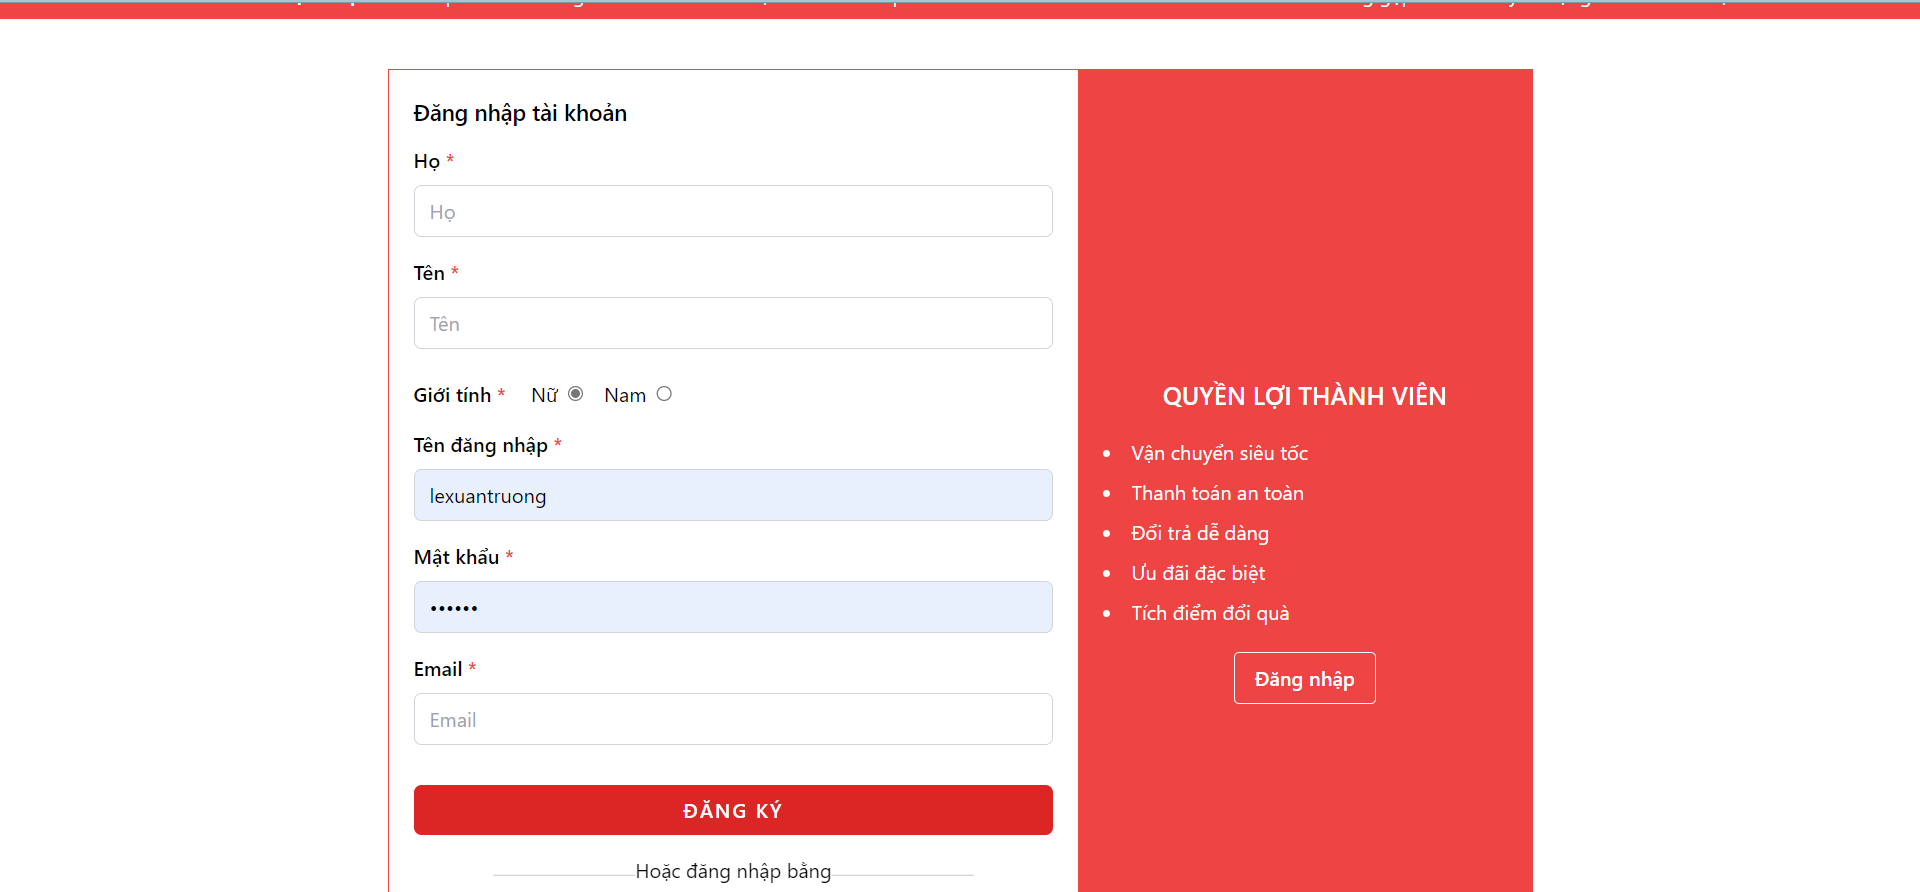 Đăng nhập tài khoản
Họ *
Họ
Tên *
Tên
Giới tính * Nữ Nam
Tên đăng nhập *
lexuantruong
Mật khẩu *
••••••
Email *
Email
ĐĂNG KÝ
Hoặc đăng nhập bằng
QUYỀN LỢI THÀNH VIÊN
• Vận chuyển siêu tốc
• Thanh toán an toàn
• Đổi trả dễ dàng
• Ưu đãi đặc biệt
• Tích điểm đổi quà
Đăng nhập